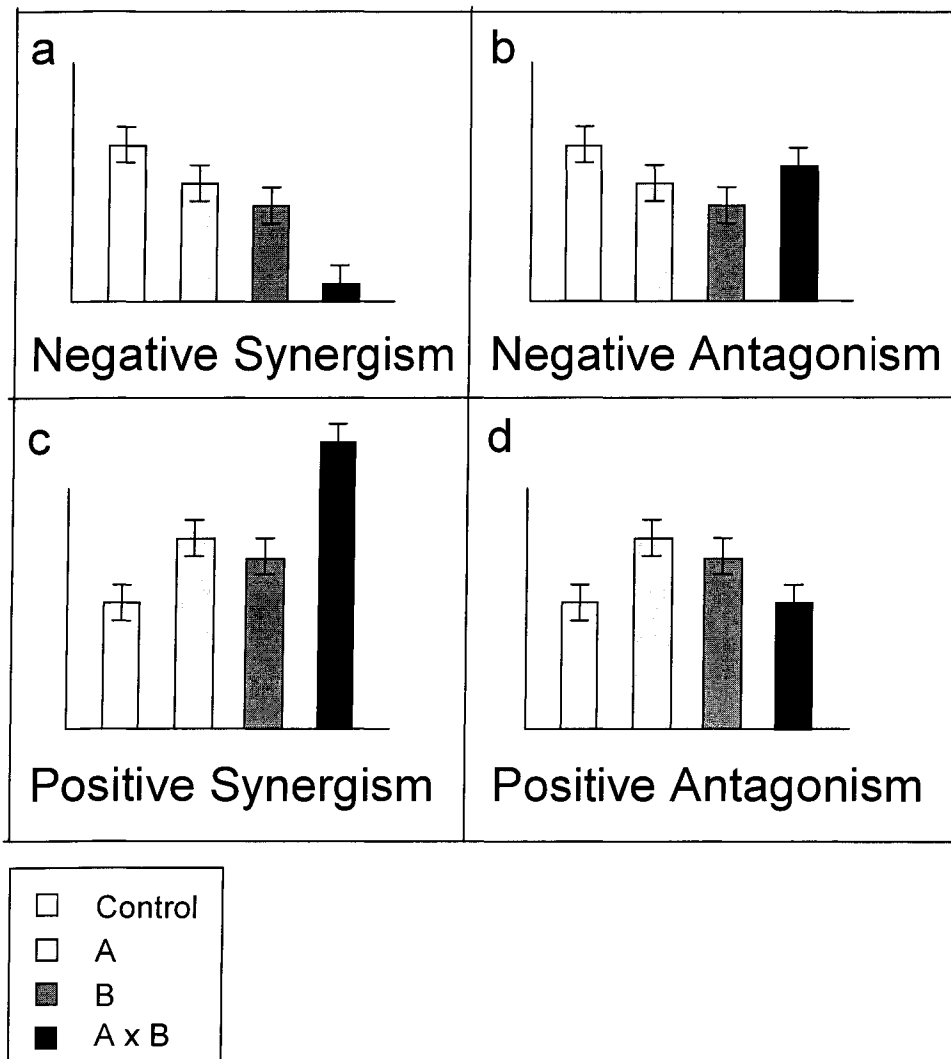 a
b
Negative Synergism
Negative Antagonism
c
d
Positive Synergism
Positive Antagonism
Control
A
B
A x B